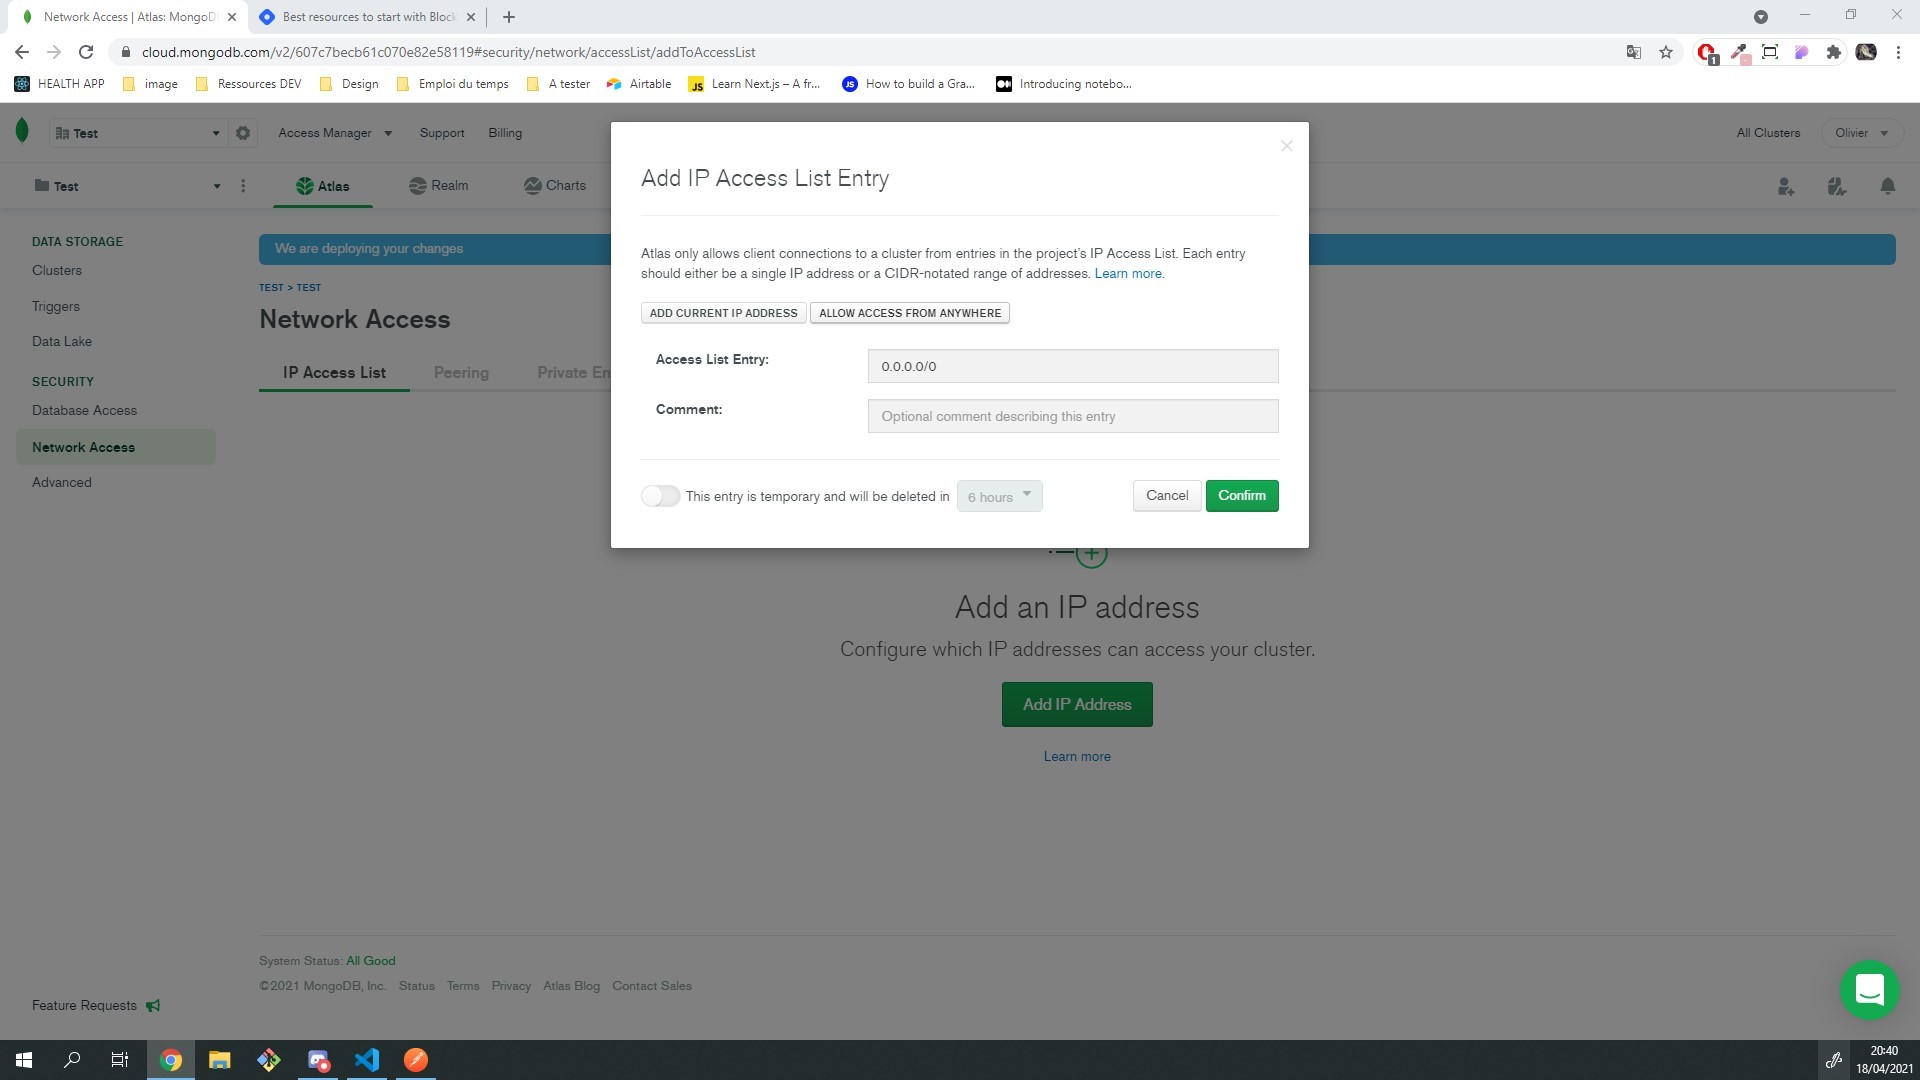 Network Access | Atlas: MongoD
Best resources to start with Block
cloud.mongodb.com/v2/607c7becb61c070e82e58119#security/network/accessList/addToAccessList
HEALTH APP
image
Ressources DEV
Design
Emploi du temps
A tester
Airtable
Learn Next.js – A fr...
How to build a Gra...
Introducing notebo...
Test
Access Manager
Support
Billing
All Clusters
Olivier
Test
Atlas
Realm
Charts
DATA STORAGE
Clusters
Triggers
Data Lake
SECURITY
Database Access
Network Access
Advanced
Feature Requests
We are deploying your changes
TEST > TEST
Network Access
IP Access List
Peering
Private En
Add IP Access List Entry
Atlas only allows client connections to a cluster from entries in the project's IP Access List. Each entry
should either be a single IP address or a CIDR-notated range of addresses. Learn more.
ADD CURRENT IP ADDRESS
ALLOW ACCESS FROM ANYWHERE
Access List Entry:
0.0.0.0/0
Comment:
Optional comment describing this entry
This entry is temporary and will be deleted in
6 hours
Cancel
Confirm
Add an IP address
Configure which IP addresses can access your cluster.
Add IP Address
Learn more
System Status: All Good
©2021 MongoDB, Inc. Status Terms Privacy Atlas Blog Contact Sales
20:40
18/04/2021